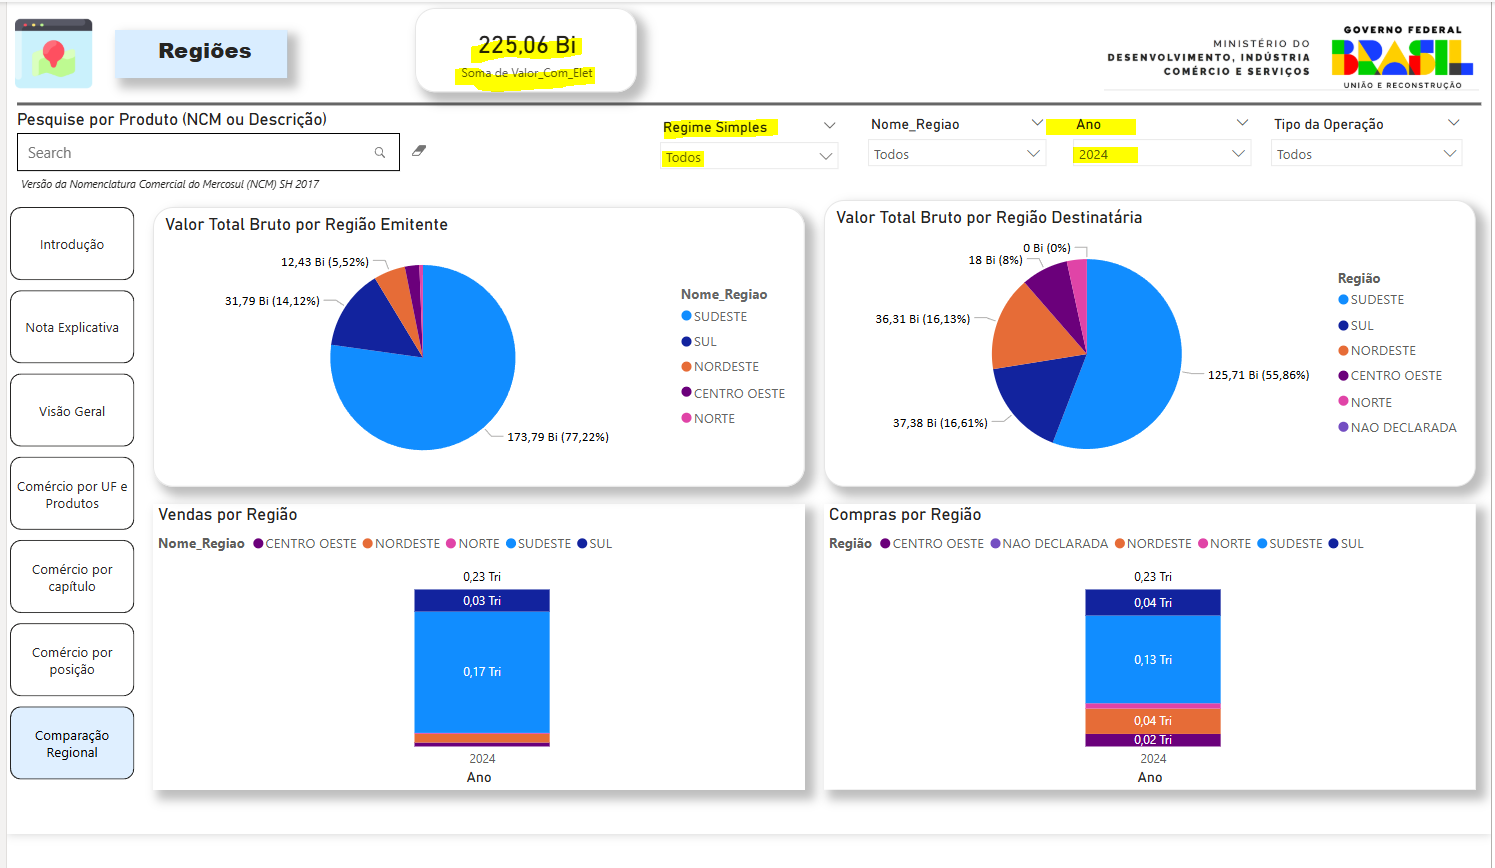 Regiões
225,06 Bi
Soma de Valor_Com_Elet
MINISTÉRIO DO
DESENVOLVIMENTO, INDÚSTRIA
COMÉRCIO E SERVIÇOS
GOVERNO FEDERAL
BRASIL
UNIÃO E RECONSTRUÇÃO
Pesquise por Produto (NCM ou Descrição)
Search
Versão da Nomenclatura Comercial do Mercosul (NCM) SH 2017
Regime Simples
Todos
Nome_Regiao
Todos
Ano
2024
Tipo da Operação
Todos
Introdução
Nota Explicativa
Visão Geral
Comércio por UF e
Produtos
Comércio por
capítulo
Comércio por
posição
Comparação
Regional
Valor Total Bruto por Região Emitente
12,43 Bi (5,52%)
31,79 Bi (14,12%)
173,79 Bi (77,22%)
Nome_Regiao
SUDESTE
SUL
NORDESTE
CENTRO OESTE
NORTE
Valor Total Bruto por Região Destinatária
0 Bi (0%)
18 Bi (8%)
36,31 Bi (16,13%)
37,38 Bi (16,61%)
125,71 Bi (55,86%)
Região
SUDESTE
SUL
NORDESTE
CENTRO OESTE
NORTE
NAO DECLARADA
Vendas por Região
Nome_Regiao CENTRO OESTE NORDESTE NORTE SUDESTE SUL
0,23 Tri
0,03 Tri
0,17 Tri
2024
Ano
Compras por Região
Região CENTRO OESTE NAO DECLARADA NORDESTE NORTE SUDESTE SUL
0,23 Tri
0,04 Tri
0,13 Tri
0,04 Tri
0,02 Tri
2024
Ano